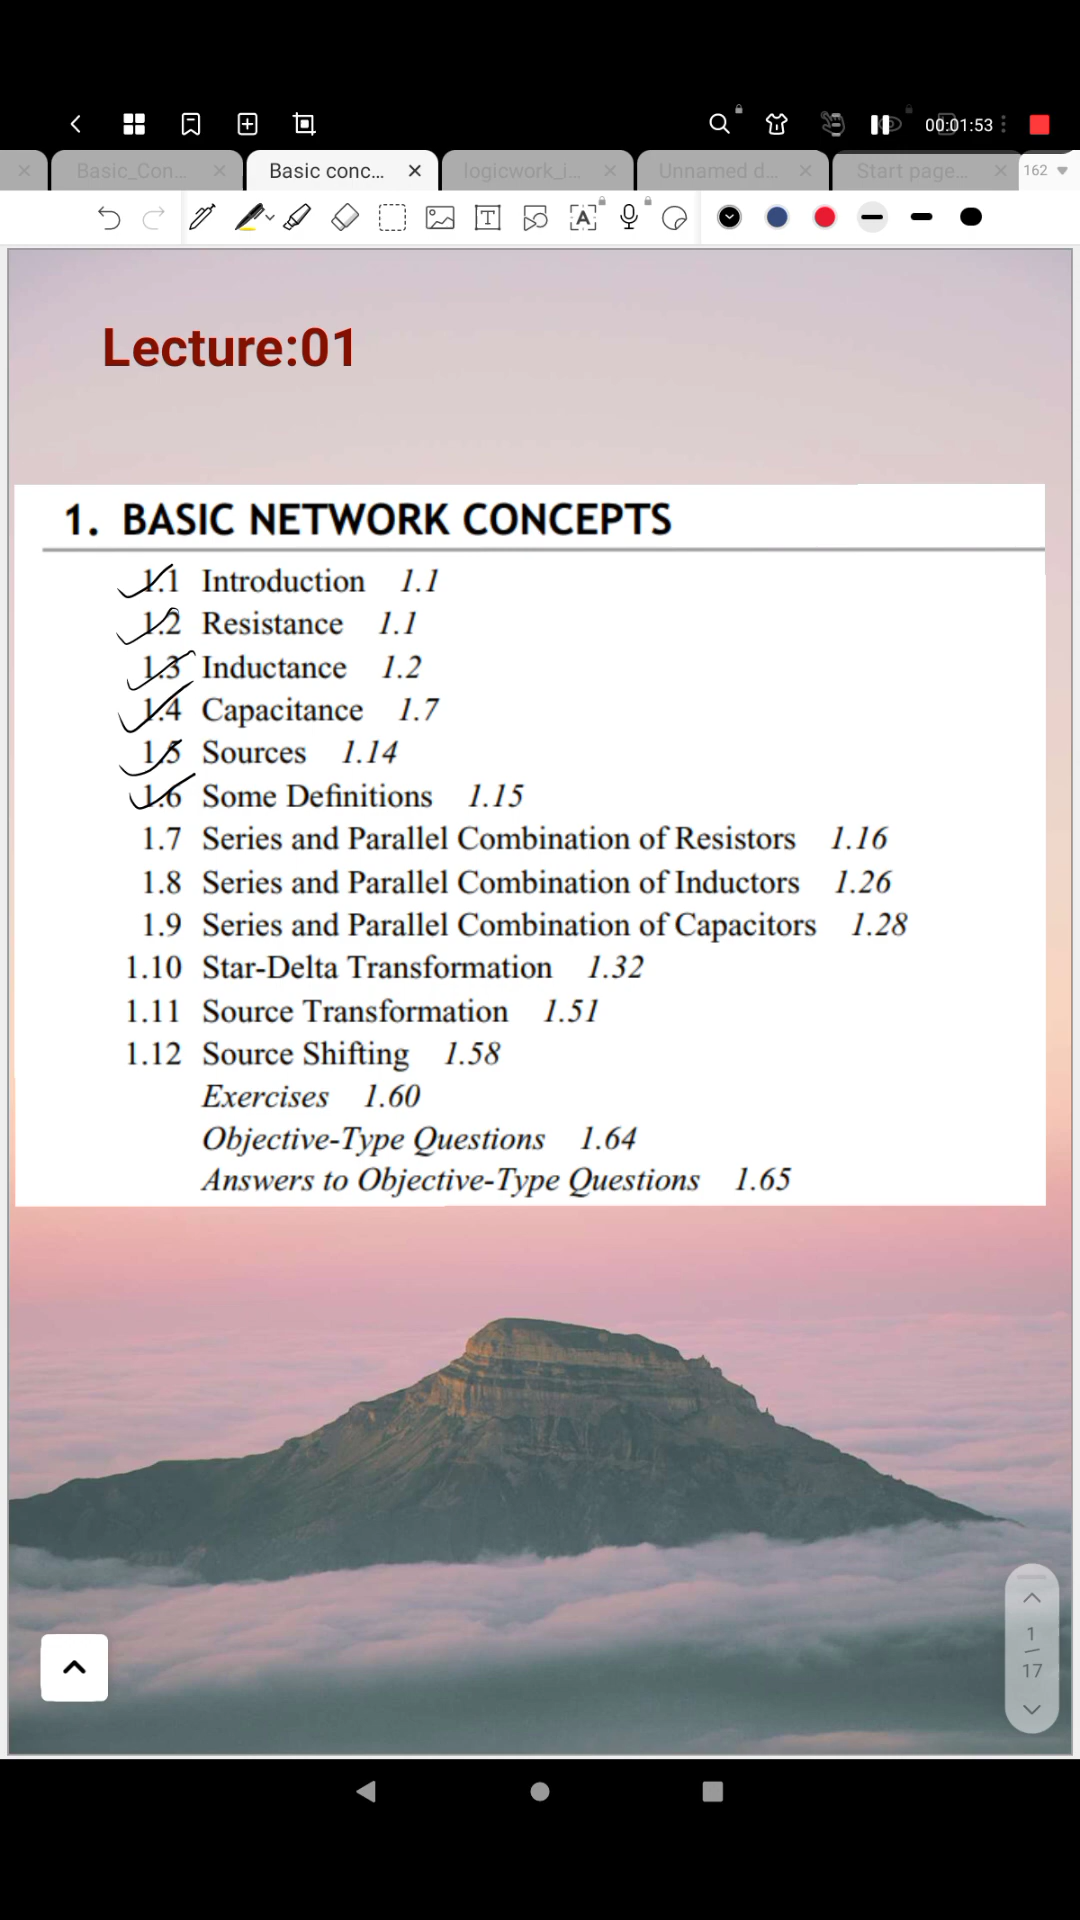 00:01:53
Basic_Con... Basic conc... logicwork_i... Unnamed d... Start page... 162
T A
Lecture:01
1. BASIC NETWORK CONCEPTS
1.1 Introduction 1.1
1.2 Resistance 1.1
1.3 Inductance 1.2
1.4 Capacitance 1.7
1.5 Sources 1.14
1.6 Some Definitions 1.15
1.7 Series and Parallel Combination of Resistors 1.16
1.8 Series and Parallel Combination of Inductors 1.26
1.9 Series and Parallel Combination of Capacitors 1.28
1.10 Star-Delta Transformation 1.32
1.11 Source Transformation 1.51
1.12 Source Shifting 1.58
Exercises 1.60
Objective-Type Questions 1.64
Answers to Objective-Type Questions 1.65
1
17